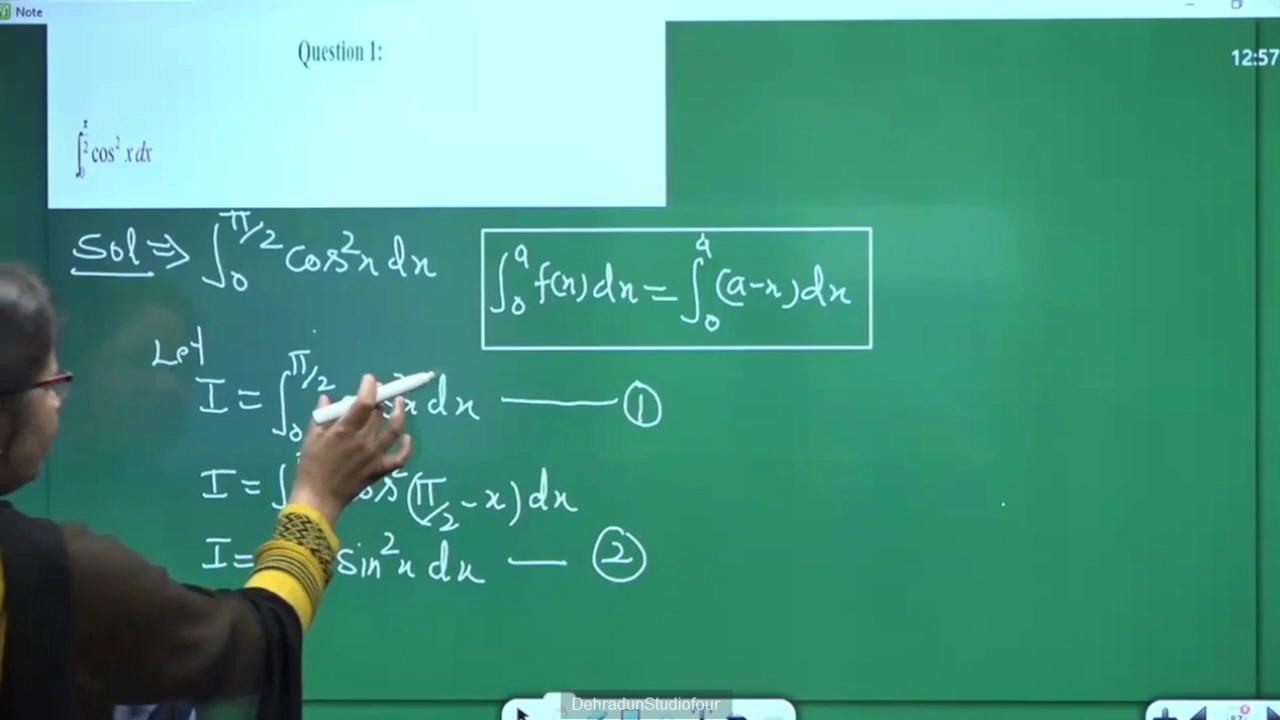 Note
Question 1:
12:57
∫₀^{π/2} cos² x dx
Sol ⇒ ∫₀^{π/2} cos²x dx
∫₀^a f(x) dx = ∫₀^a (a-x) dx
Let
I = ∫₀^{π/2} x dx —— ①
I = ∫ cos² (π/2 - x) dx
I = sin²x dx — ②
DehradunStudiofour